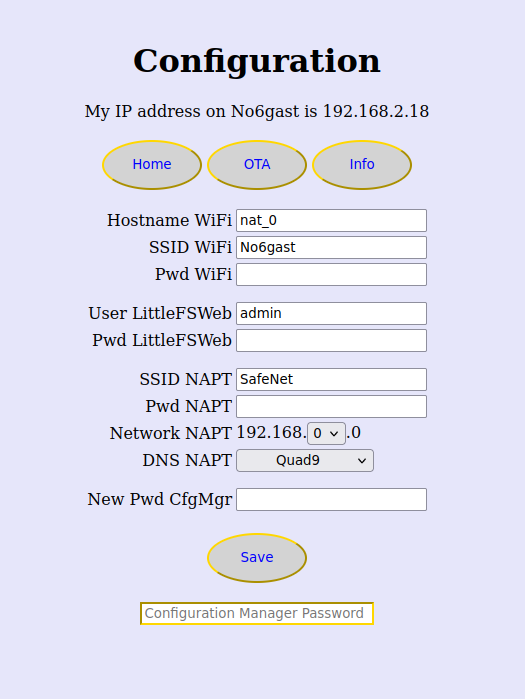 Configuration
My IP address on No6gast is 192.168.2.18
Home OTA Info
Hostname WiFi nat_0
SSID WiFi No6gast
Pwd WiFi
User LittleFSWeb admin
Pwd LittleFSWeb
SSID NAPT SafeNet
Pwd NAPT
Network NAPT 192.168. 0 .0
DNS NAPT Quad9
New Pwd CfgMgr
Save
Configuration Manager Password